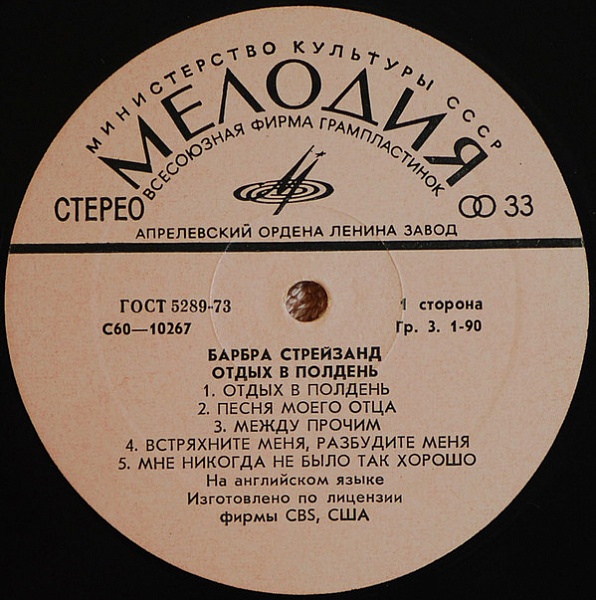 МИНИСТЕРСТВО КУЛЬТУРЫ СССР
МЕЛОДИЯ
ВСЕСОЮЗНАЯ ФИРМА ГРАМПЛАСТИНОК
СТЕРЕО
33
АПРЕЛЕВСКИЙ ОРДЕНА ЛЕНИНА ЗАВОД
ГОСТ 5289-73
1 сторона
С60—10267
Гр. 3. 1-90
БАРБРА СТРЕЙЗАНД
ОТДЫХ В ПОЛДЕНЬ
1. ОТДЫХ В ПОЛДЕНЬ
2. ПЕСНЯ МОЕГО ОТЦА
3. МЕЖДУ ПРОЧИМ
4. ВСТРЯХНИТЕ МЕНЯ, РАЗБУДИТЕ МЕНЯ
5. МНЕ НИКОГДА НЕ БЫЛО ТАК ХОРОШО
На английском языке
Изготовлено по лицензии
фирмы CBS, США